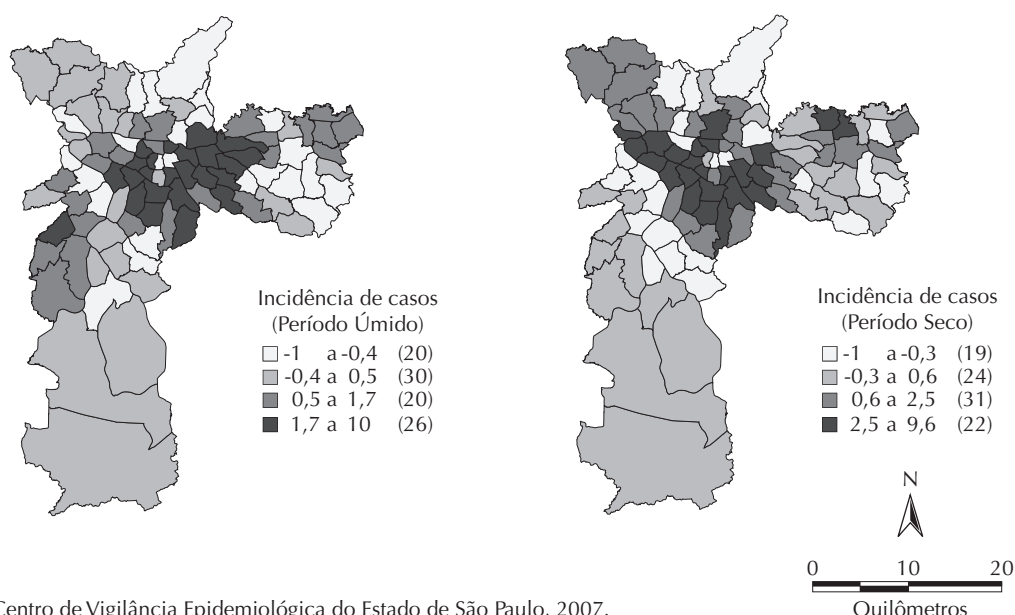 Incidência de casos
(Período Úmido)
-1 a -0,4 (20)
-0,4 a 0,5 (30)
0,5 a 1,7 (20)
1,7 a 10 (26)
Incidência de casos
(Período Seco)
-1 a -0,3 (19)
-0,3 a 0,6 (24)
0,6 a 2,5 (31)
2,5 a 9,6 (22)
N
0 10 20
Quilômetros
Centro de Vigilância Epidemiológica do Estado de São Paulo, 2007.